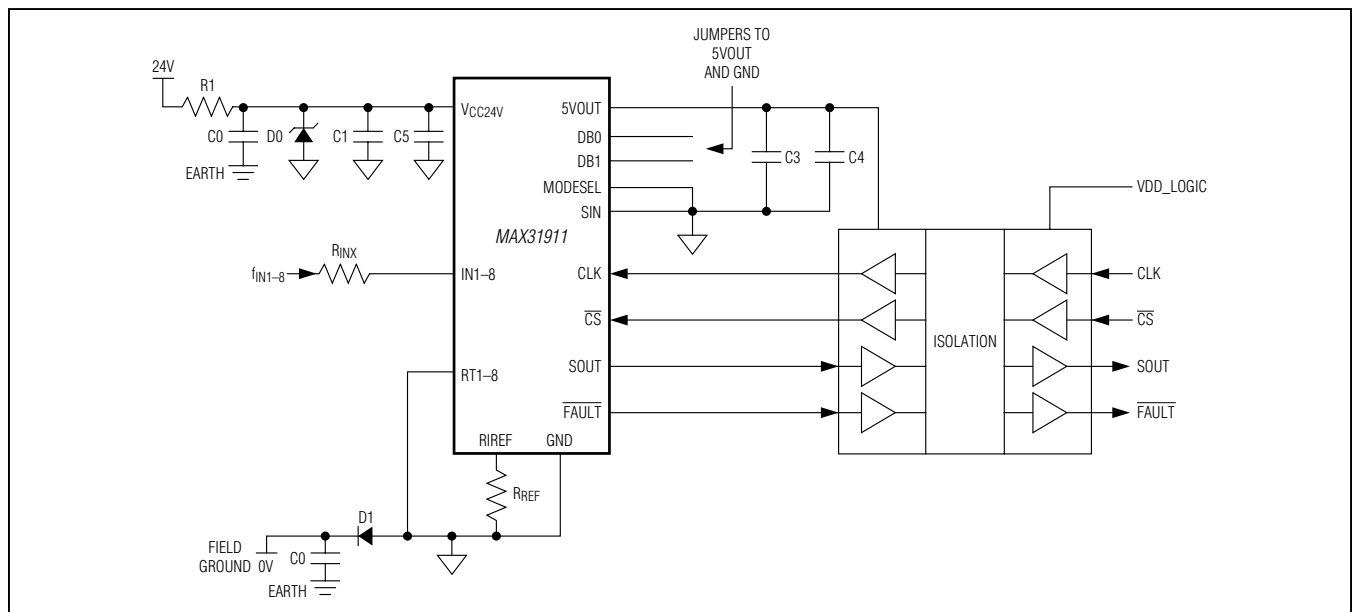 JUMPERS TO
5VOUT
AND GND
24V
R1
C0
D0
C1
C5
EARTH
VCC24V
5VOUT
DB0
DB1
MODESEL
SIN
C3
C4
VDD_LOGIC
MAX31911
RINX
fIN1–8
IN1–8
CLK
CLK
CS
CS
ISOLATION
RT1–8
SOUT
SOUT
FAULT
FAULT
RIREF
GND
RREF
D1
FIELD
GROUND
0V
C0
EARTH